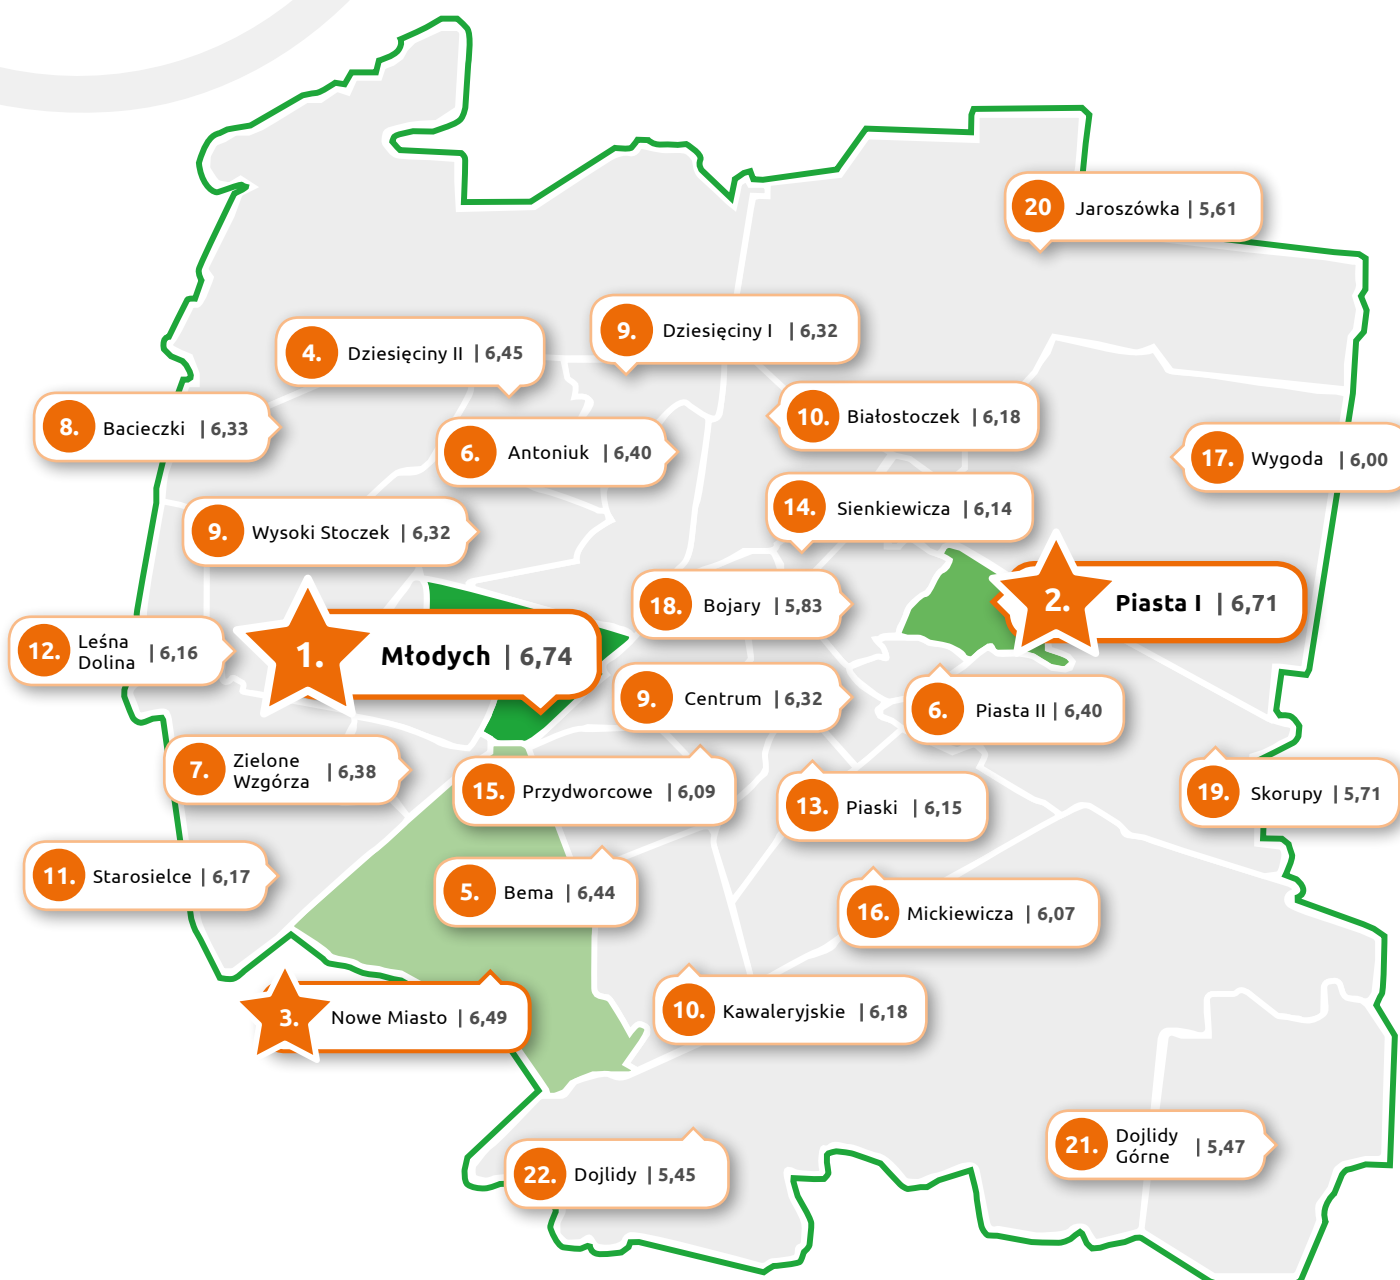 20 Jaroszówka | 5,61
9. Dziesięciny I | 6,32
4. Dziesięciny II | 6,45
8. Bacieczki | 6,33
10. Białostoczek | 6,18
6. Antoniuk | 6,40
17. Wygoda | 6,00
14. Sienkiewicza | 6,14
9. Wysoki Stoczek | 6,32
18. Bojary | 5,83
2. Piasta I | 6,71
12. Leśna
Dolina | 6,16
1. Młodych | 6,74
9. Centrum | 6,32
6. Piasta II | 6,40
7. Zielone
Wzgórza | 6,38
15. Przydworcowe | 6,09
13. Piaski | 6,15
19. Skorupy | 5,71
11. Starosielce | 6,17
5. Bema | 6,44
16. Mickiewicza | 6,07
3. Nowe Miasto | 6,49
10. Kawaleryjskie | 6,18
21. Dojlidy
Górne | 5,47
22. Dojlidy | 5,45